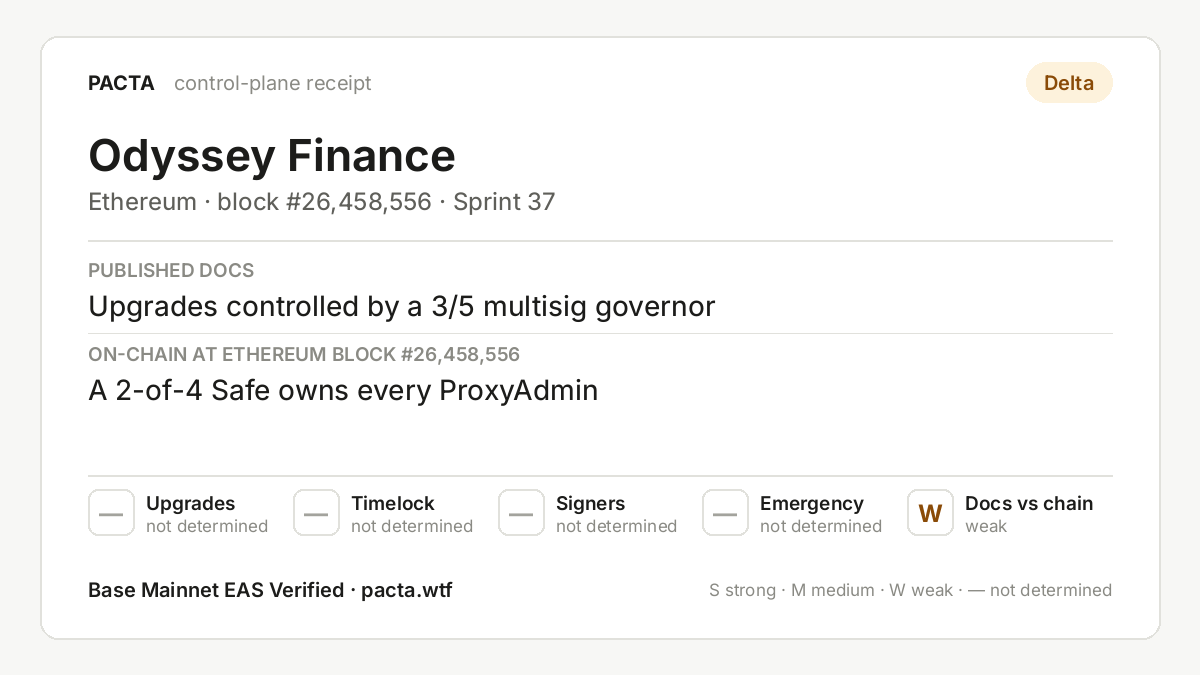 PACTA control-plane receipt Delta
Odyssey Finance
Ethereum · block #26,458,556 · Sprint 37
PUBLISHED DOCS
Upgrades controlled by a 3/5 multisig governor
ON-CHAIN AT ETHEREUM BLOCK #26,458,556
A 2-of-4 Safe owns every ProxyAdmin
— Upgrades not determined
— Timelock not determined
— Signers not determined
— Emergency not determined
W Docs vs chain weak
Base Mainnet EAS Verified · pacta.wtf
S strong · M medium · W weak · — not determined